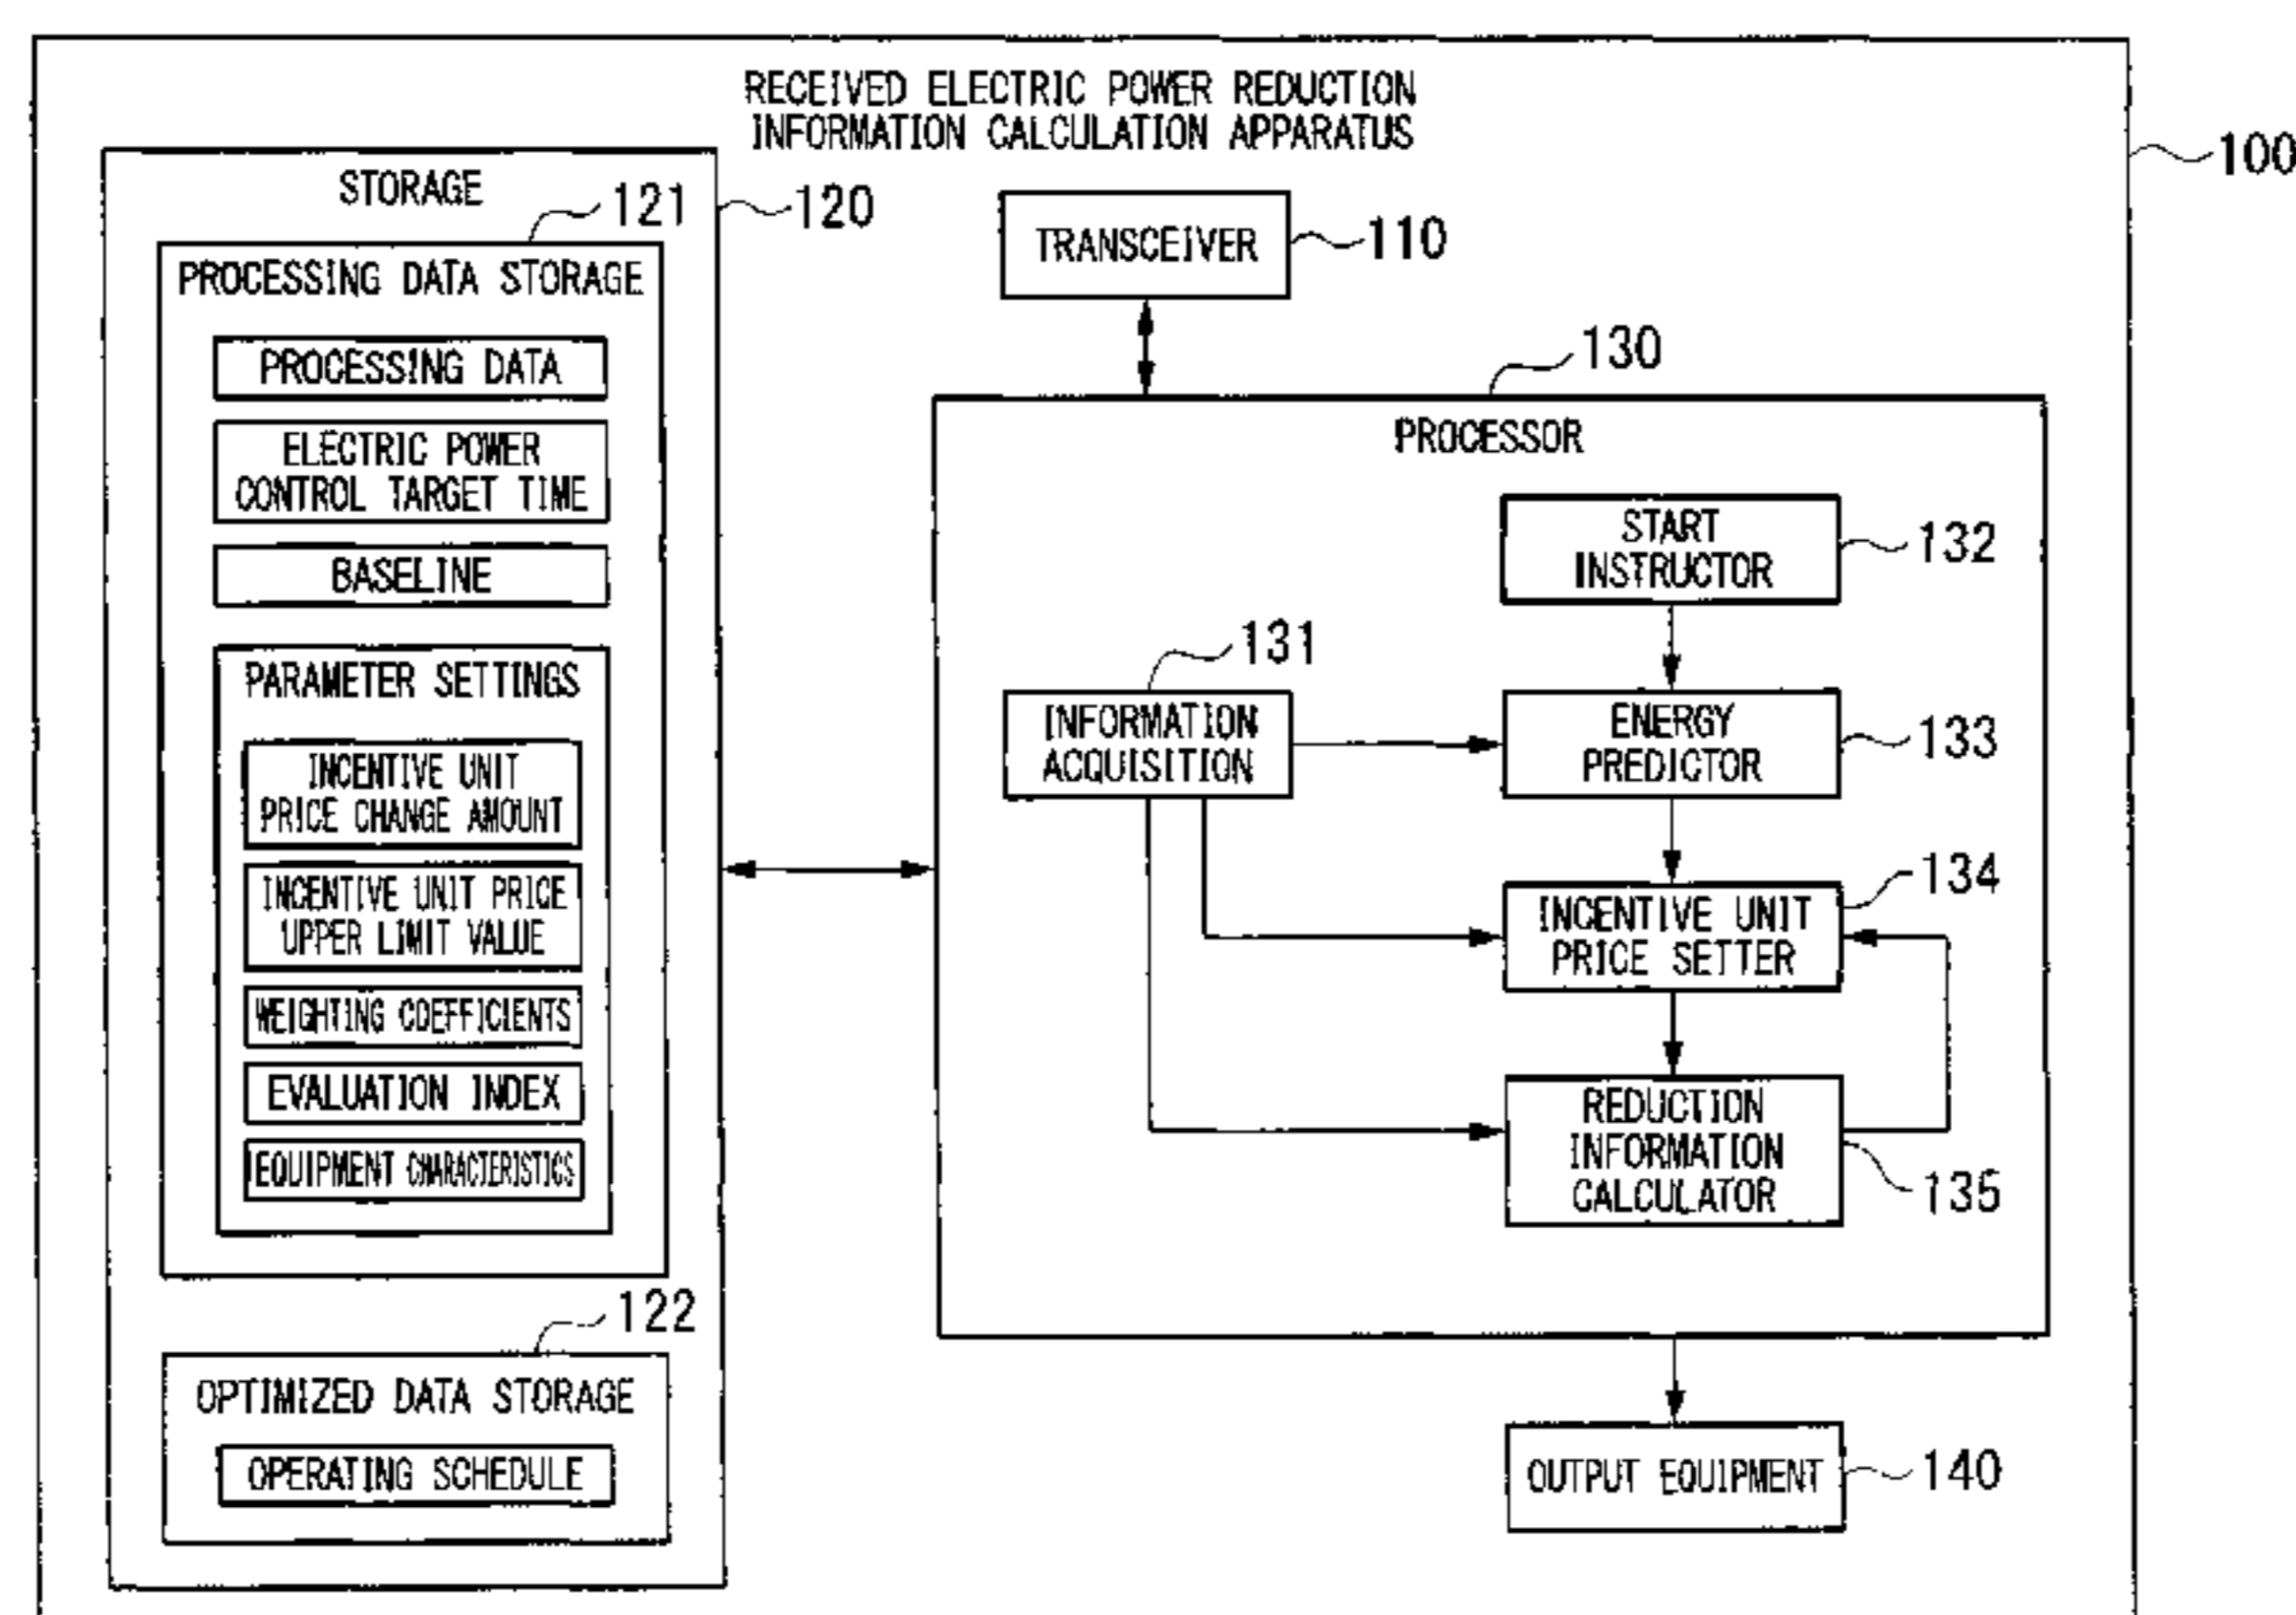 RECEIVED ELECTRIC POWER REDUCTION
INFORMATION CALCULATION APPARATUS
100
STORAGE
120
121
PROCESSING DATA STORAGE
PROCESSING DATA
ELECTRIC POWER
CONTROL TARGET TIME
BASELINE
PARAMETER SETTINGS
INCENTIVE UNIT
PRICE CHANGE AMOUNT
INCENTIVE UNIT PRICE
UPPER LIMIT VALUE
WEIGHTING COEFFICIENTS
EVALUATION INDEX
EQUIPMENT CHARACTERISTICS
122
OPTIMIZED DATA STORAGE
OPERATING SCHEDULE
TRANSCEIVER
110
130
PROCESSOR
START
INSTRUCTOR
132
131
INFORMATION
ACQUISITION
ENERGY
PREDICTOR
133
INCENTIVE UNIT
PRICE SETTER
134
REDUCTION
INFORMATION
CALCULATOR
135
OUTPUT EQUIPMENT
140